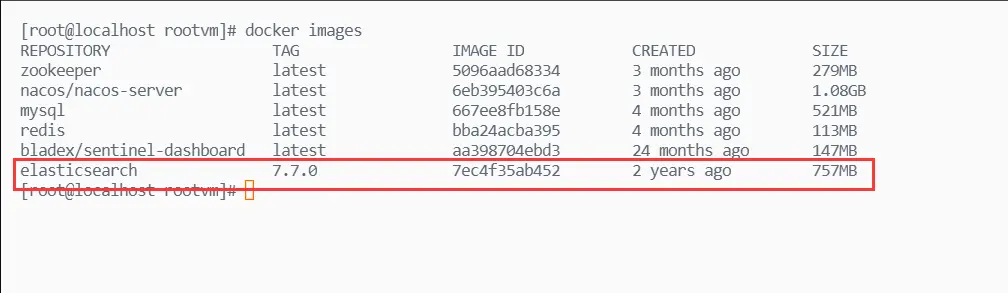 [root@localhost rootvm]# docker images
REPOSITORY TAG IMAGE ID CREATED SIZE
zookeeper latest 5096aad68334 3 months ago 279MB
nacos/nacos-server latest 6eb395403c6a 3 months ago 1.08GB
mysql latest 667ee8fb158e 4 months ago 521MB
redis latest bba24acba395 4 months ago 113MB
bladex/sentinel-dashboard latest aa398704ebd3 24 months ago 147MB
elasticsearch 7.7.0 7ec4f35ab452 2 years ago 757MB
[root@localhost rootvm]#